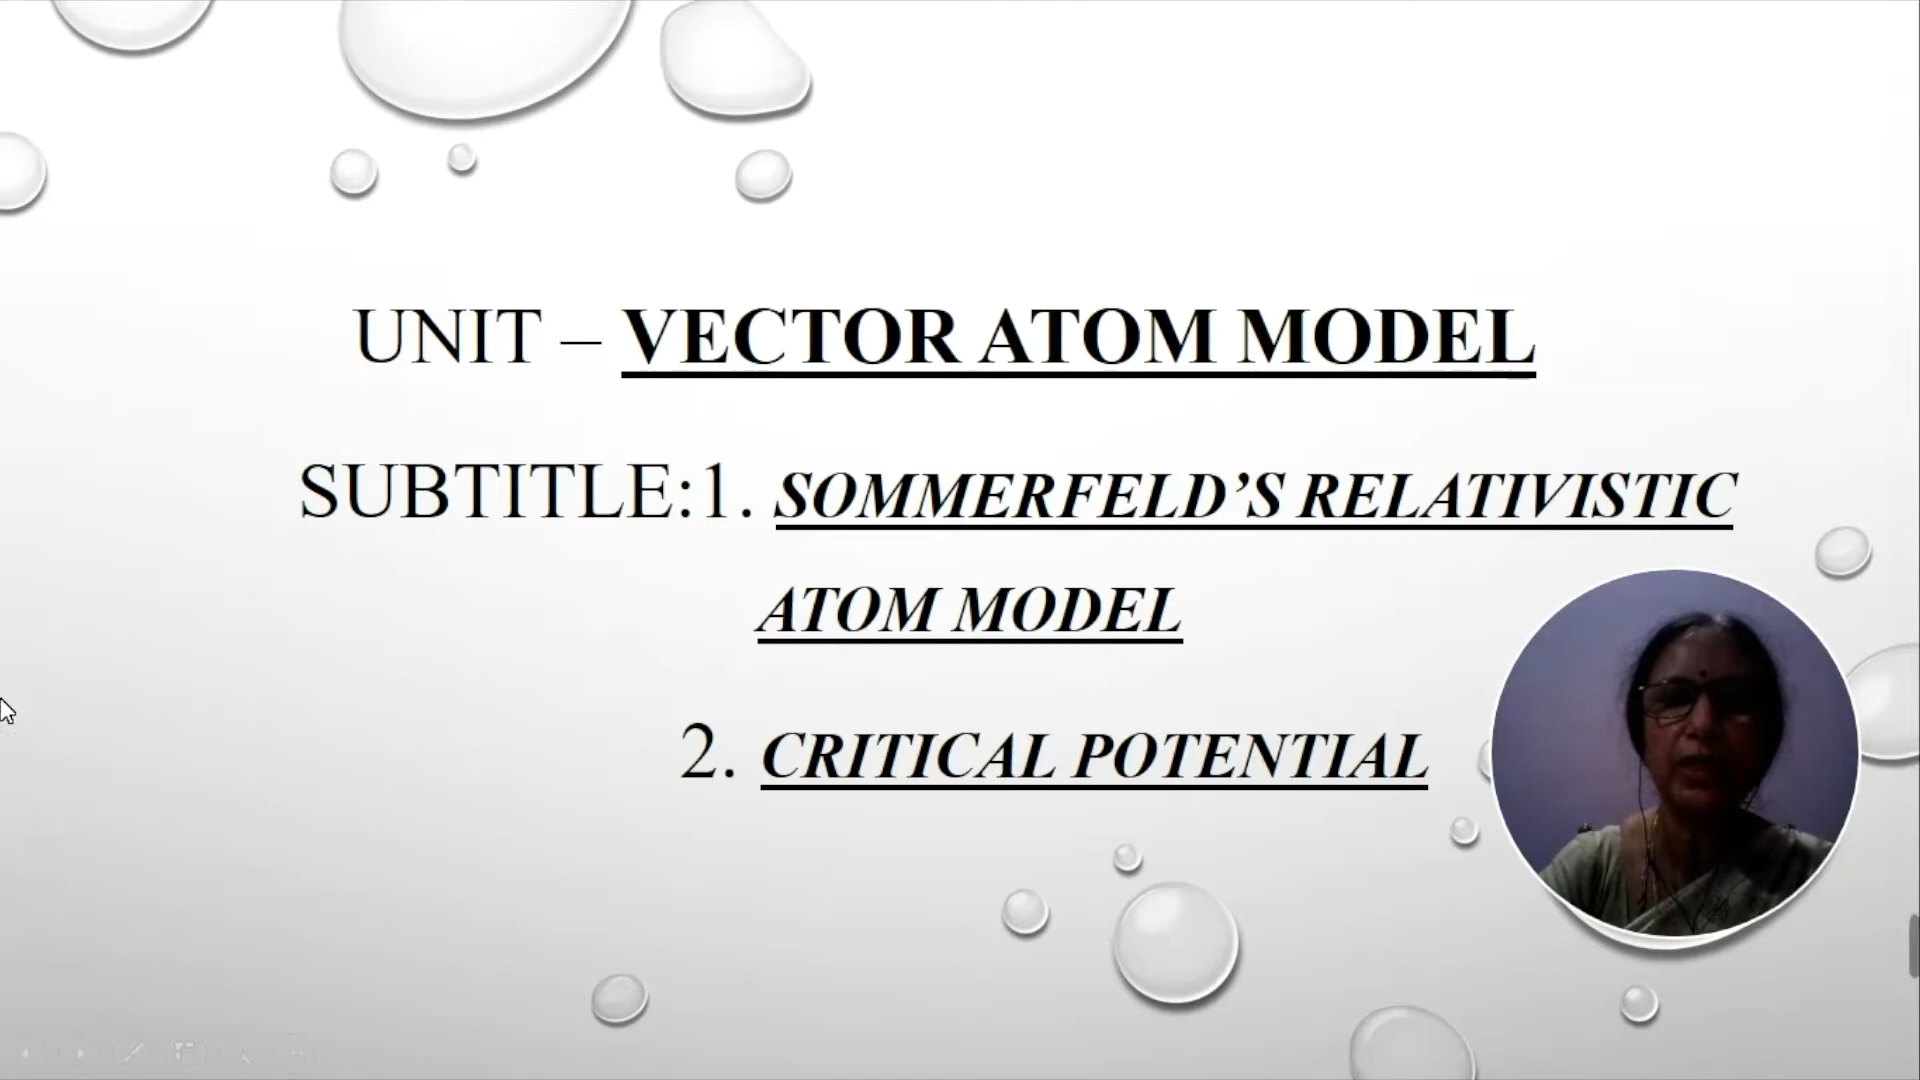 UNIT – VECTOR ATOM MODEL
SUBTITLE:1. SOMMERFELD’S RELATIVISTIC
ATOM MODEL
2. CRITICAL POTENTIAL